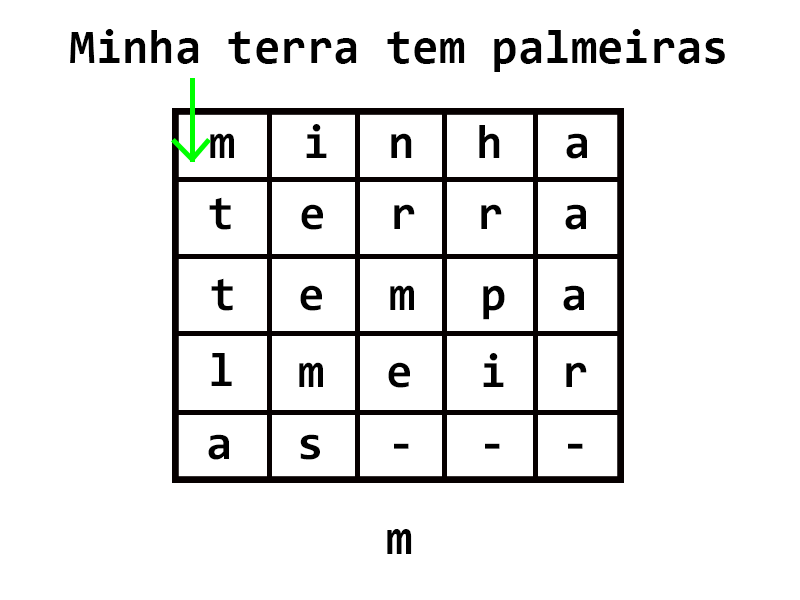 Minha terra tem palmeiras
m i n h a
t e r r a
t e m p a
l m e i r
a s - - -
m